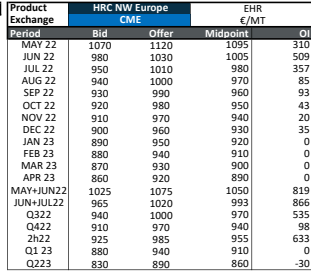 Product HRC NW Europe EHR
Exchange CME €/MT
Period Bid Offer Midpoint OI
MAY 22 1070 1120 1095 310
JUN 22 980 1030 1005 509
JUL 22 950 1010 980 357
AUG 22 940 1000 970 85
SEP 22 930 990 960 93
OCT 22 920 980 950 43
NOV 22 910 970 940 20
DEC 22 900 960 930 35
JAN 23 890 950 920 0
FEB 23 880 940 910 0
MAR 23 870 930 900 0
APR 23 860 920 890 0
MAY+JUN22 1025 1075 1050 819
JUN+JUL22 965 1020 993 866
Q322 940 1000 970 535
Q422 910 970 940 98
2h22 925 985 955 633
Q1 23 880 940 910 0
Q223 830 890 860 -30